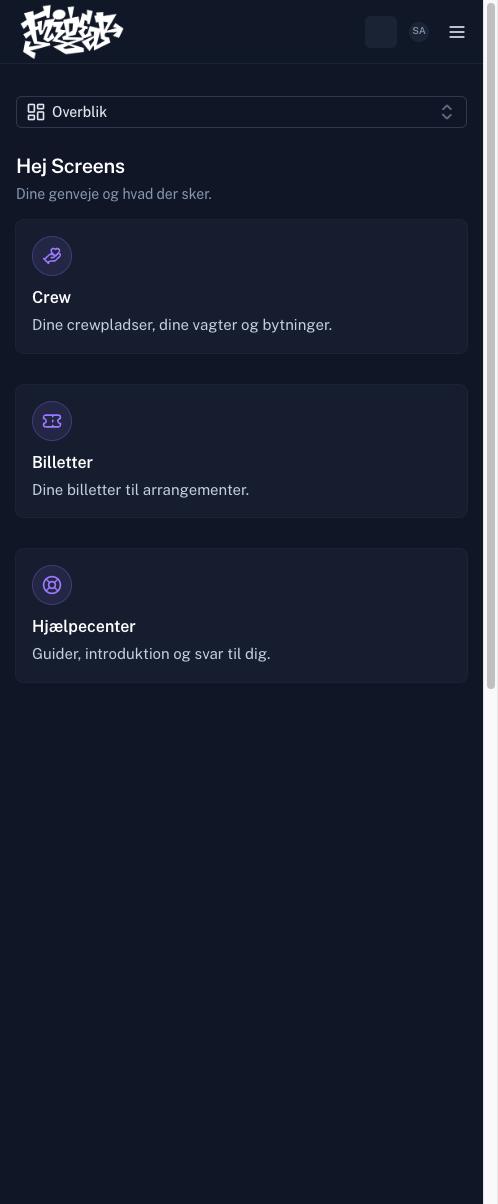 SA
Overblik
Hej Screens
Dine genveje og hvad der sker.
Crew
Dine crewpladser, dine vagter og bytninger.
Billetter
Dine billetter til arrangementer.
Hjælpecenter
Guider, introduktion og svar til dig.